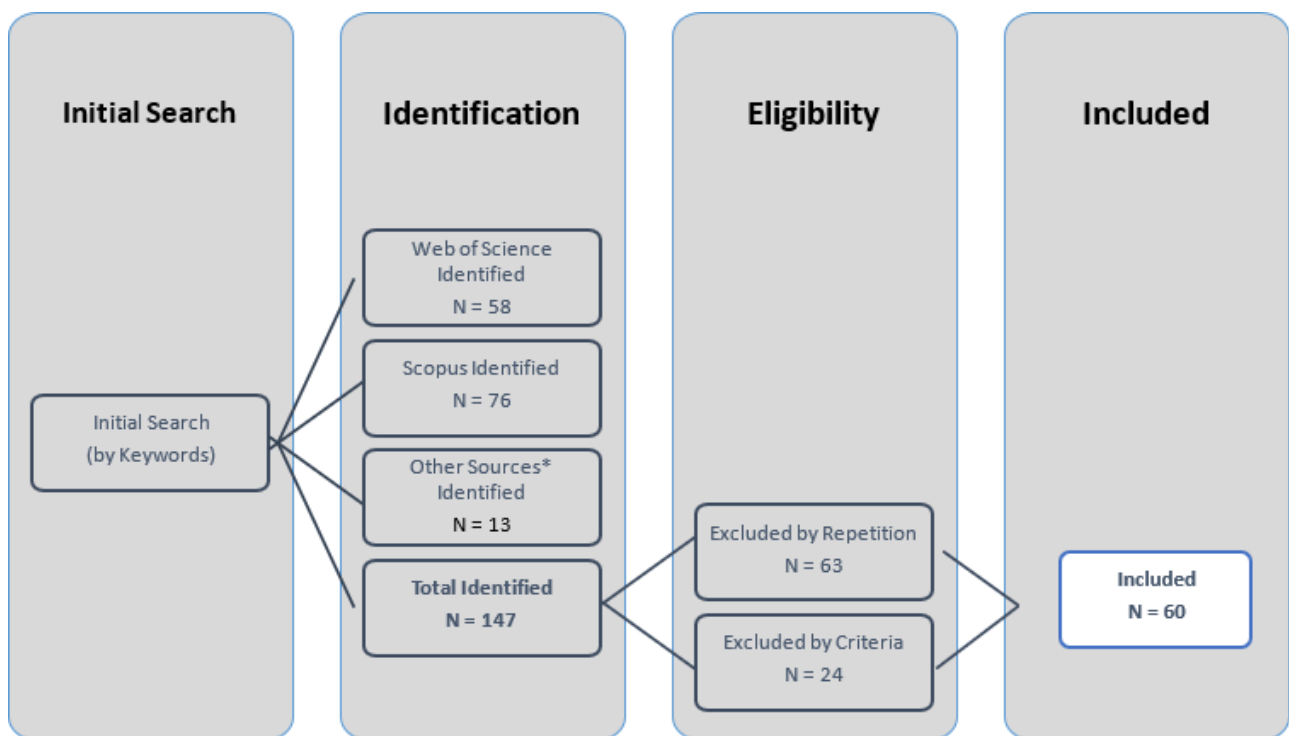 Initial Search
Identification
Eligibility
Included
Initial Search
(by Keywords)
Web of Science
Identified
N = 58
Scopus Identified
N = 76
Other Sources*
Identified
N = 13
Total Identified
N = 147
Excluded by Repetition
N = 63
Excluded by Criteria
N = 24
Included
N = 60